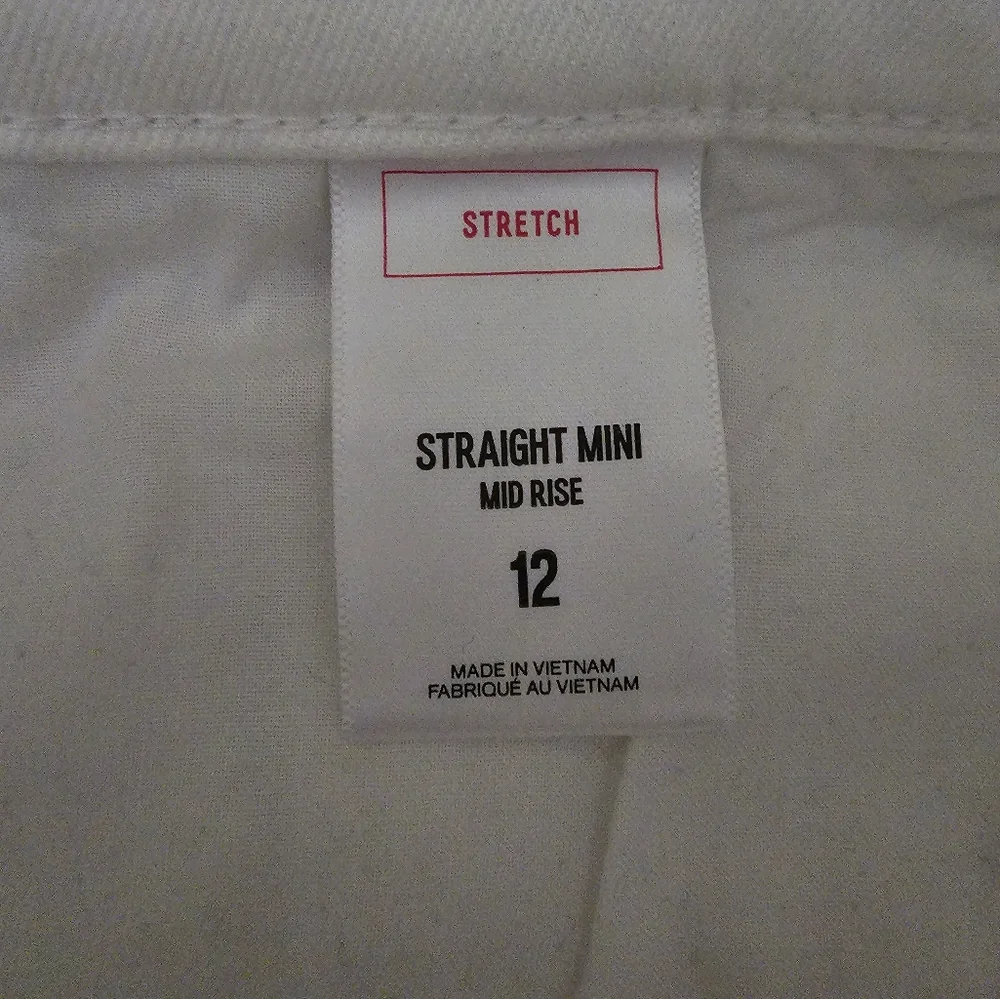 STRETCH
STRAIGHT MINI
MID RISE
12
MADE IN VIETNAM
FABRIQUÉ AU VIETNAM